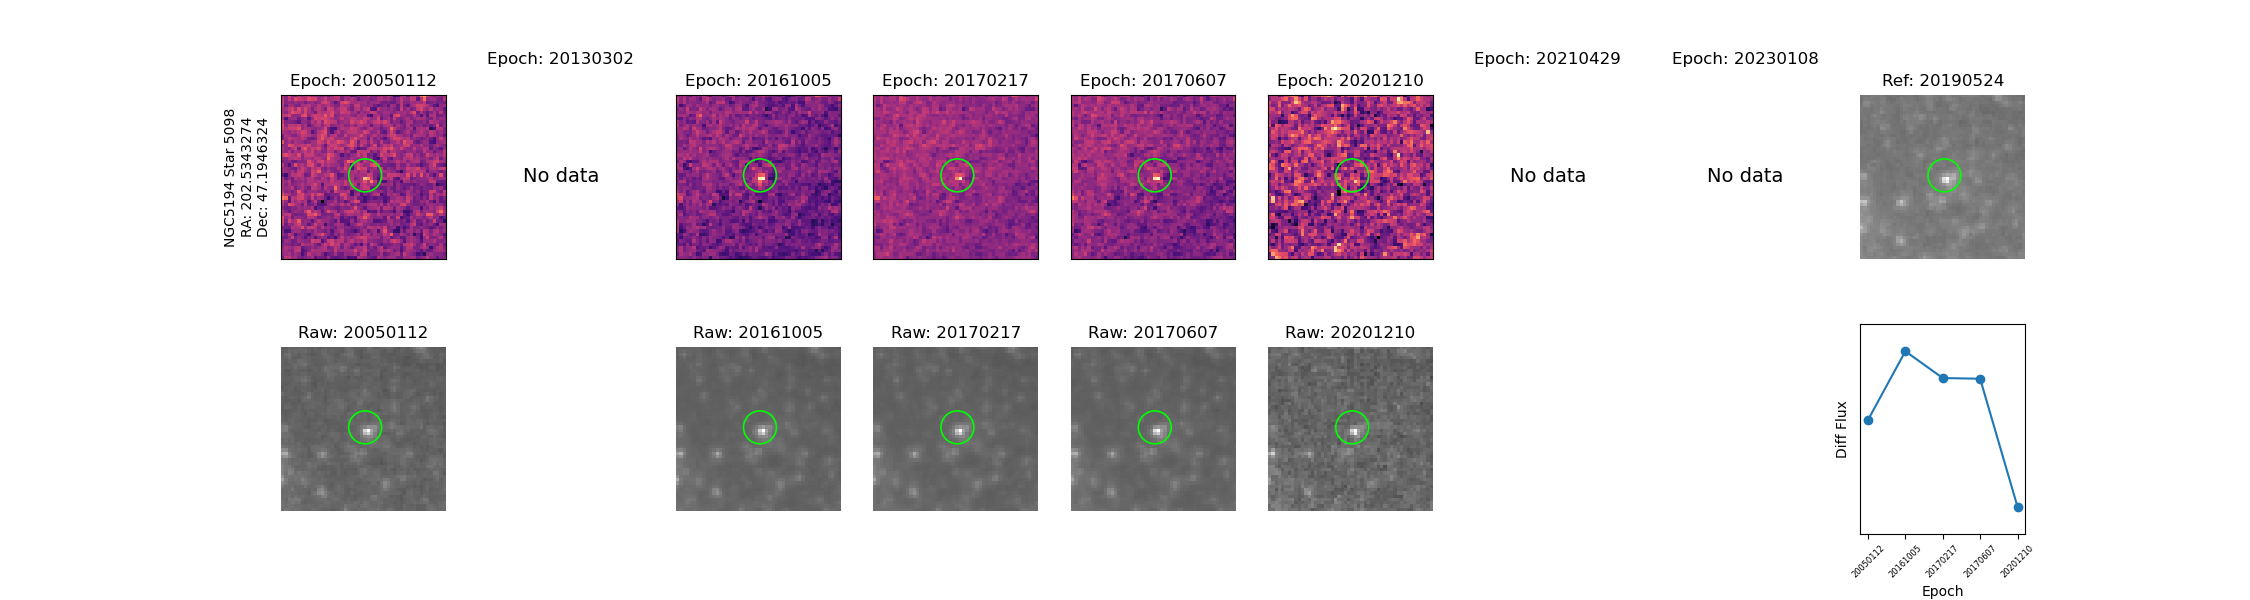 Epoch: 20130302
Epoch: 20210429
Epoch: 20230108
Epoch: 20050112
Epoch: 20161005
Epoch: 20170217
Epoch: 20170607
Epoch: 20201210
Ref: 20190524
NGC5194 Star 5098
RA: 202.5343274
Dec: 47.1946324
No data
No data
No data
Raw: 20050112
Raw: 20161005
Raw: 20170217
Raw: 20170607
Raw: 20201210
Diff Flux
20050112
20161005
20170217
20170607
20201210
Epoch